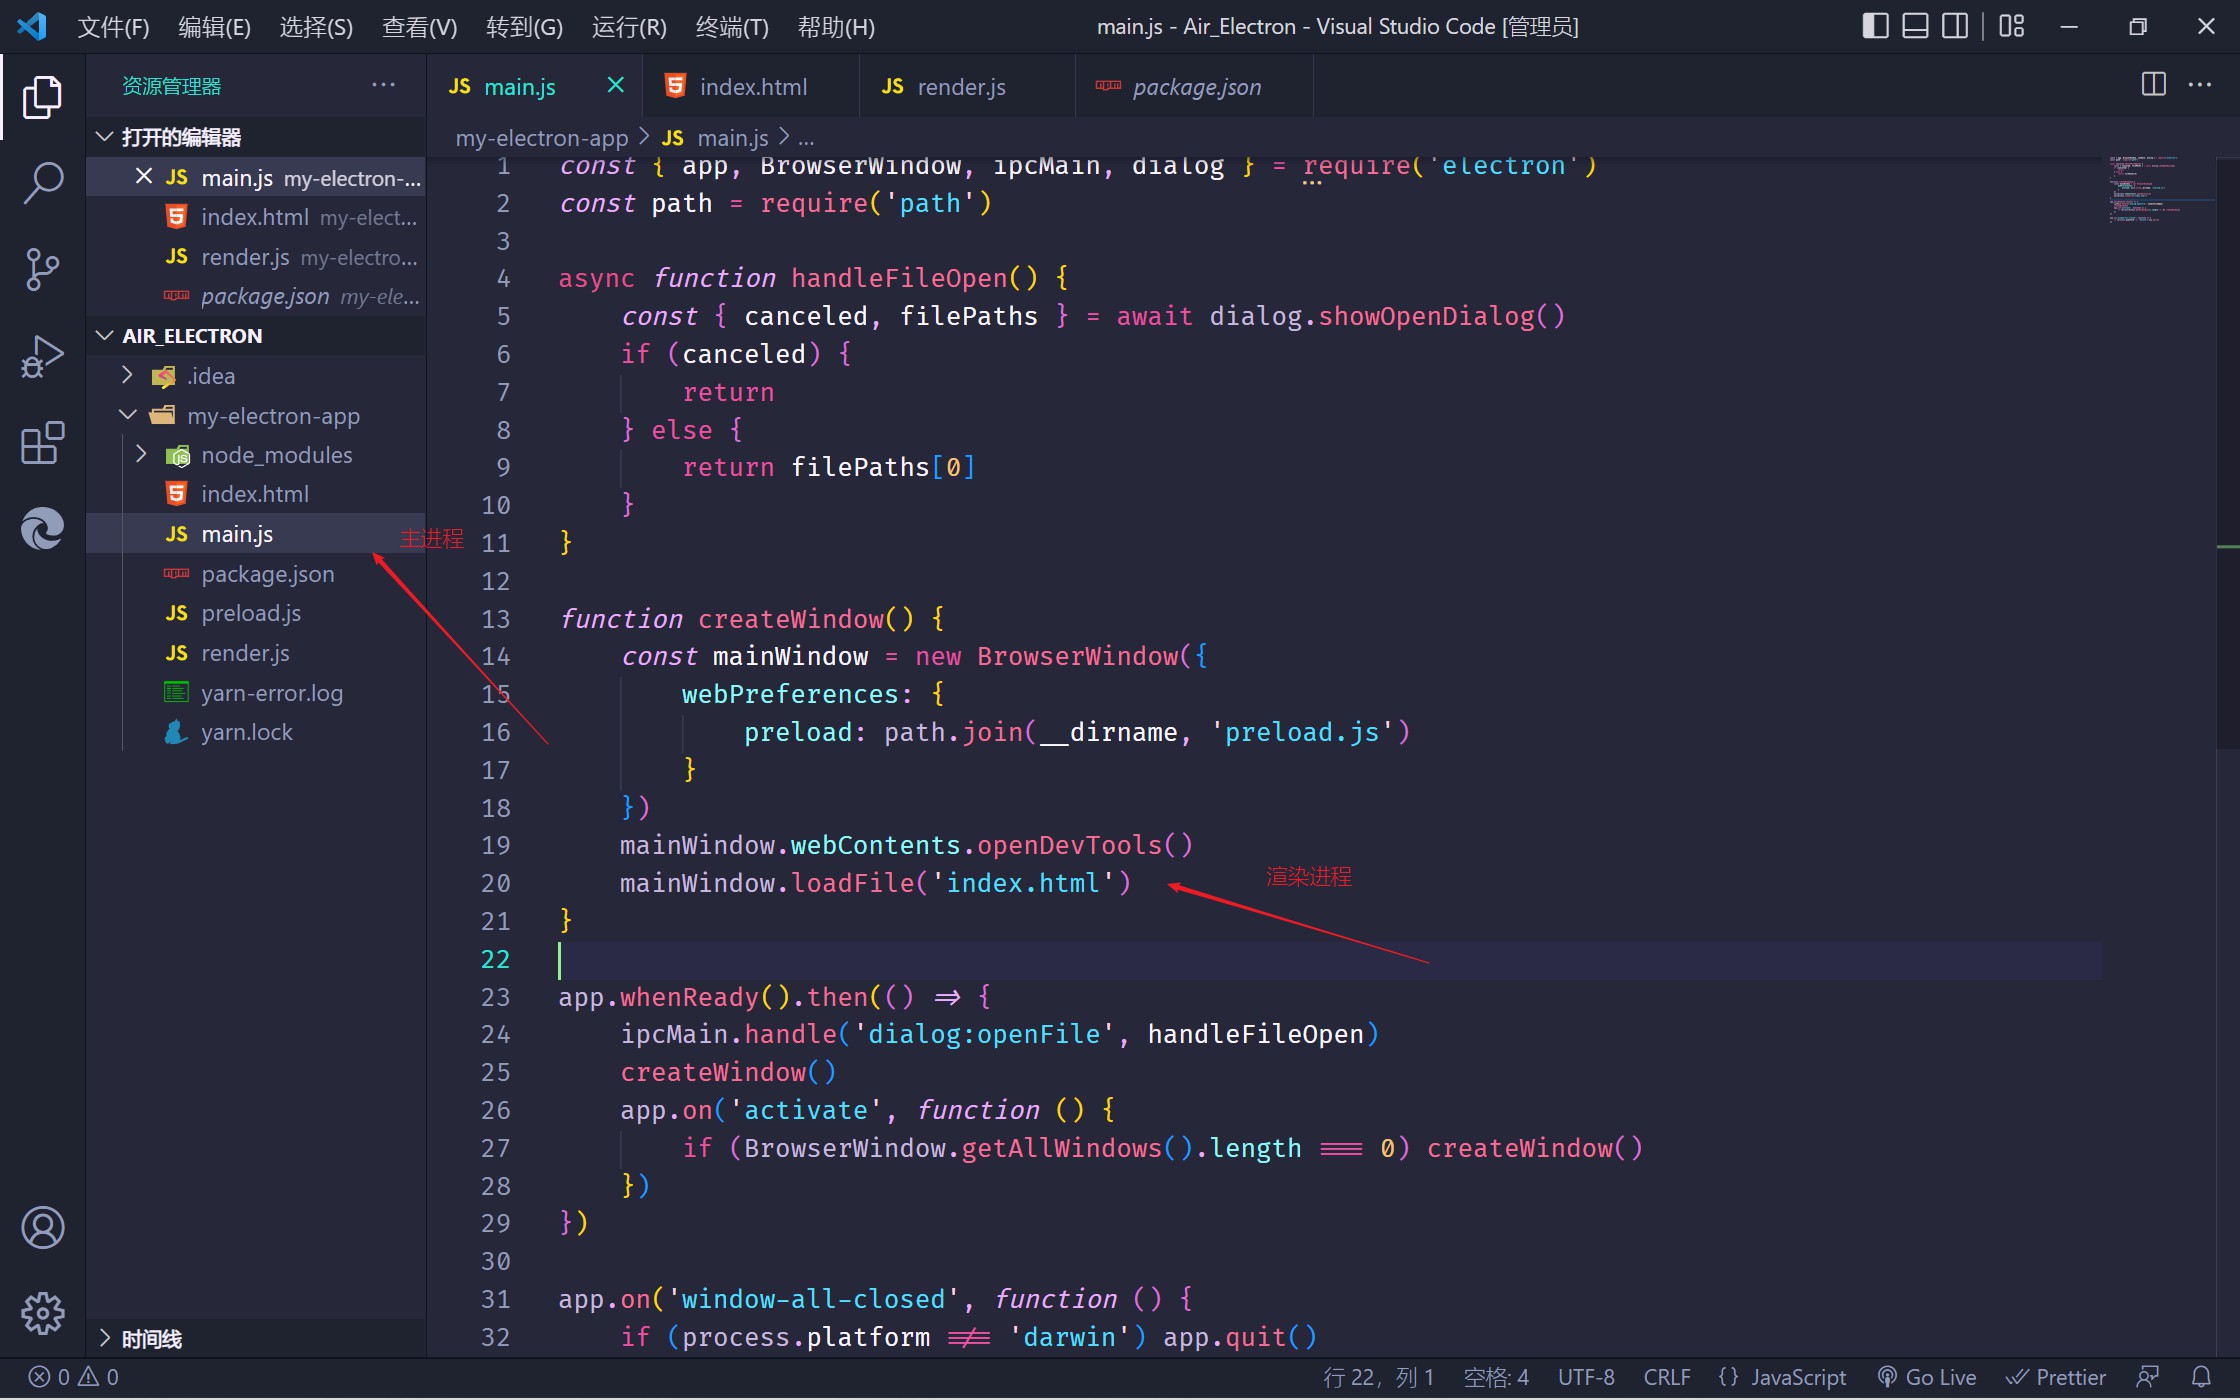 文件(F) 编辑(E) 选择(S) 查看(V) 转到(G) 运行(R) 终端(T) 帮助(H) main.js - Air_Electron - Visual Studio Code [管理员]
资源管理器 ···
打开的编辑器
JS main.js my-electron-...
index.html my-elect...
JS render.js my-electro...
package.json my-ele...
AIR_ELECTRON
.idea
my-electron-app
node_modules
index.html
JS main.js
package.json
JS preload.js
JS render.js
yarn-error.log
yarn.lock
时间线
主进程
JS main.js index.html JS render.js package.json
my-electron-app > JS main.js > ...
1 const { app, BrowserWindow, ipcMain, dialog } = require('electron')
2 const path = require('path')
3
4 async function handleFileOpen() {
5 const { canceled, filePaths } = await dialog.showOpenDialog()
6 if (canceled) {
7 return
8 } else {
9 return filePaths[0]
10 }
11 }
12
13 function createWindow() {
14 const mainWindow = new BrowserWindow({
15 webPreferences: {
16 preload: path.join(__dirname, 'preload.js')
17 }
18 })
19 mainWindow.webContents.openDevTools()
20 mainWindow.loadFile('index.html')
渲染进程
21 }
22
23 app.whenReady().then(() => {
24 ipcMain.handle('dialog:openFile', handleFileOpen)
25 createWindow()
26 app.on('activate', function () {
27 if (BrowserWindow.getAllWindows().length === 0) createWindow()
28 })
29 })
30
31 app.on('window-all-closed', function () {
32 if (process.platform !== 'darwin') app.quit()
0 0 行 22，列 1 空格: 4 UTF-8 CRLF {} JavaScript Go Live Prettier